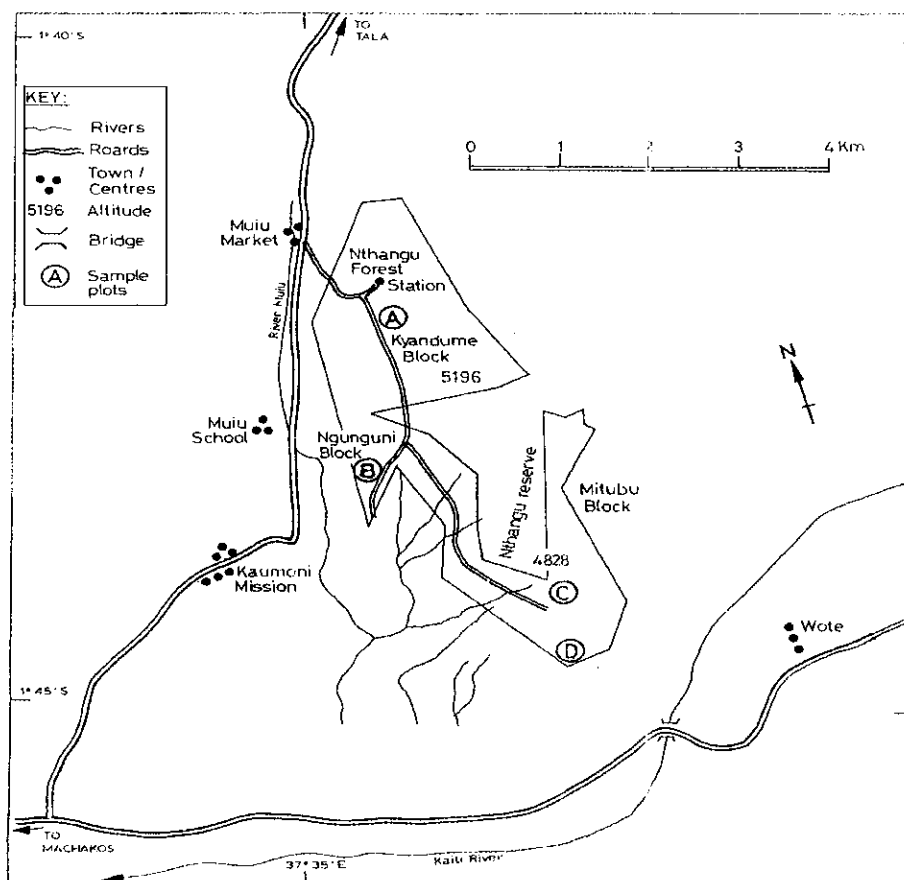 1° 40' S
TO
TALA
KEY:
Rivers
Roards
Town /
Centres
5196 Altitude
Bridge
A Sample
plots
0 1 2 3 4 Km
Muiu
Market
Nthangu
Forest
Station
River Muiu
A
Kyandume
Block
5196
N
Muiu
School
Ngunguni
Block
B
Nthangu reserve
Mitubu
Block
4828
Kaumoni
Mission
C
Wote
D
1° 45' S
TO
MACHAKOS
37° 35' E
Kaiti River